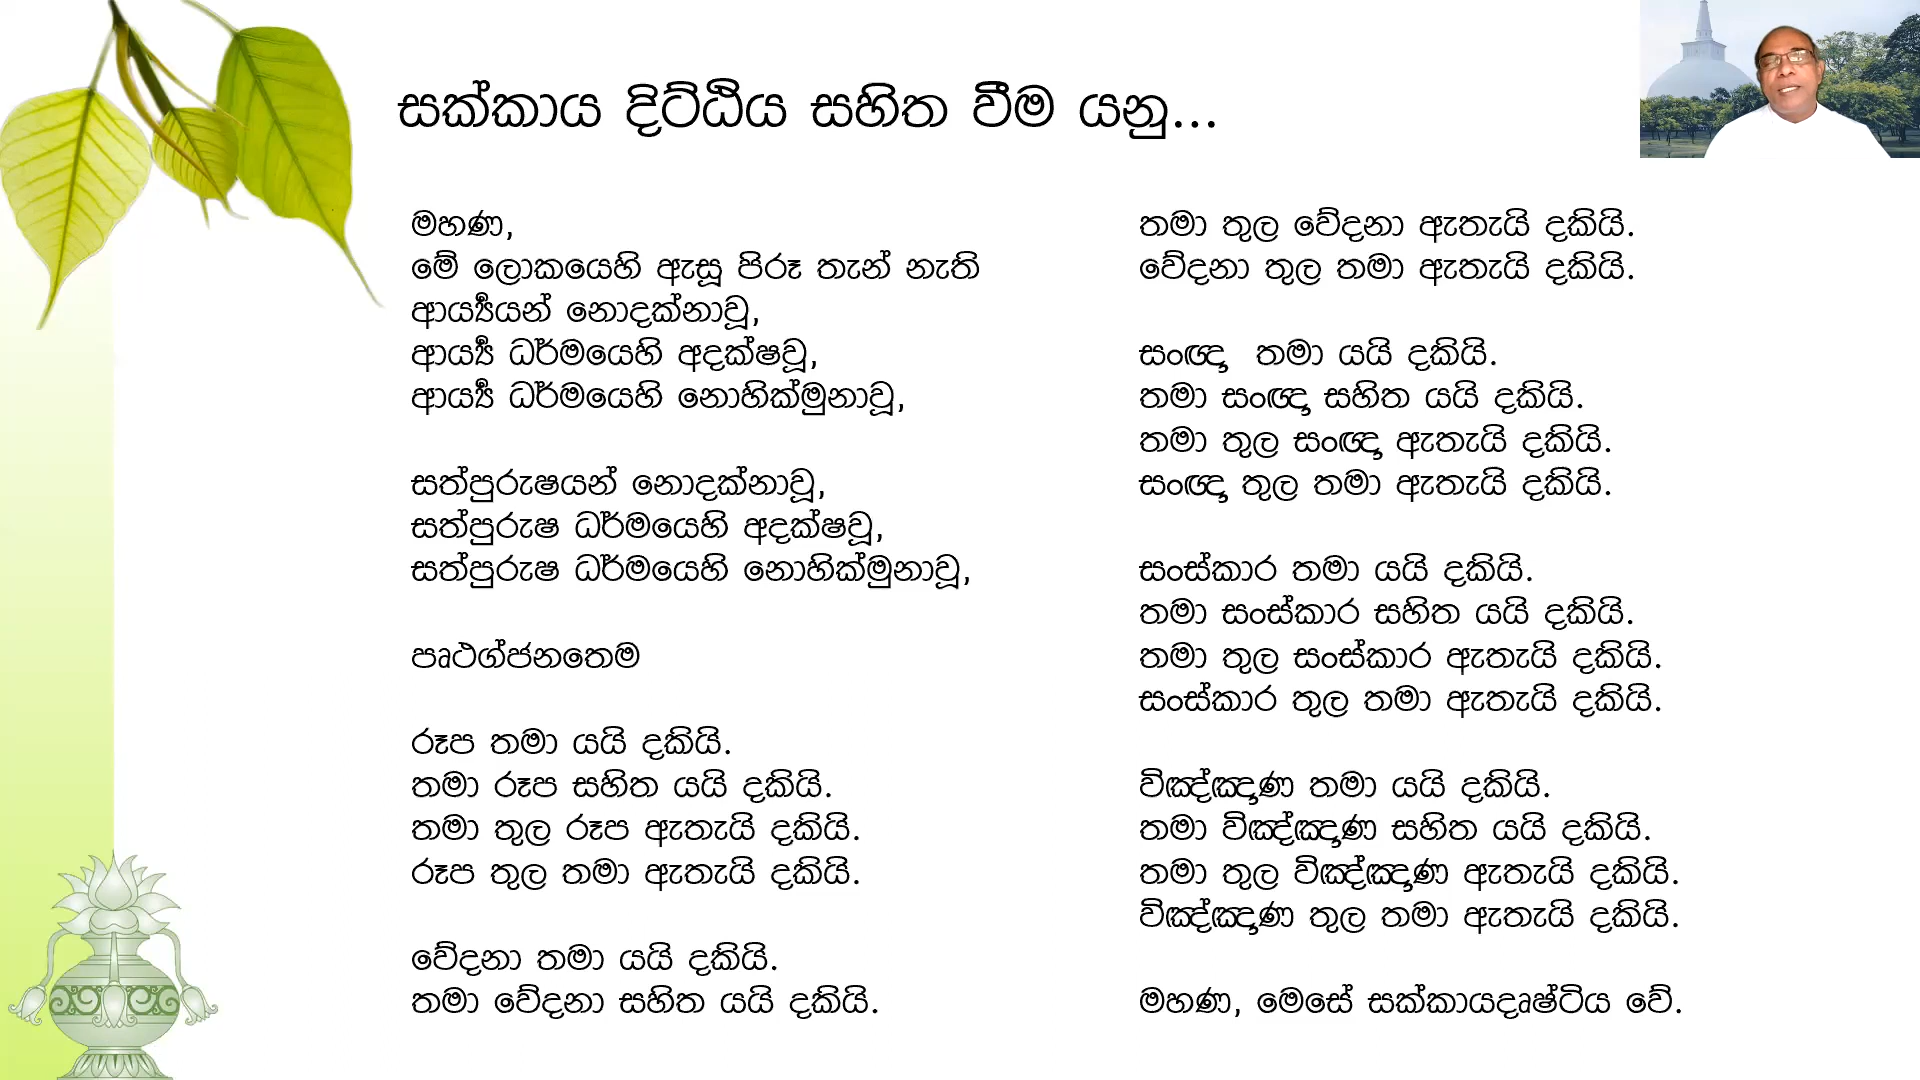 සක්කාය දිට්ඨිය සහිත වීම යනු...
මහණ,
මේ ලොකයෙහි ඇසූ පිරූ තැන් නැති
ආර්‍ය්‍යයන් නොදක්නාවූ,
ආර්‍ය්‍ය ධර්මයෙහි අදක්ෂවූ,
ආර්‍ය්‍ය ධර්මයෙහි නොහික්මුනාවූ,
සත්පුරුෂයන් නොදක්නාවූ,
සත්පුරුෂ ධර්මයෙහි අදක්ෂවූ,
සත්පුරුෂ ධර්මයෙහි නොහික්මුනාවූ,
පෘථග්ජනතෙම
රූප තමා යයි දකියි.
තමා රූප සහිත යයි දකියි.
තමා තුල රූප ඇතැයි දකියි.
රූප තුල තමා ඇතැයි දකියි.
වේදනා තමා යයි දකියි.
තමා වේදනා සහිත යයි දකියි.
තමා තුල වේදනා ඇතැයි දකියි.
වේදනා තුල තමා ඇතැයි දකියි.
සංඥා තමා යයි දකියි.
තමා සංඥා සහිත යයි දකියි.
තමා තුල සංඥා ඇතැයි දකියි.
සංඥා තුල තමා ඇතැයි දකියි.
සංස්කාර තමා යයි දකියි.
තමා සංස්කාර සහිත යයි දකියි.
තමා තුල සංස්කාර ඇතැයි දකියි.
සංස්කාර තුල තමා ඇතැයි දකියි.
විඤ්ඤාණ තමා යයි දකියි.
තමා විඤ්ඤාණ සහිත යයි දකියි.
තමා තුල විඤ්ඤාණ ඇතැයි දකියි.
විඤ්ඤාණ තුල තමා ඇතැයි දකියි.
මහණ, මෙසේ සක්කායදෘෂ්ටිය වේ.